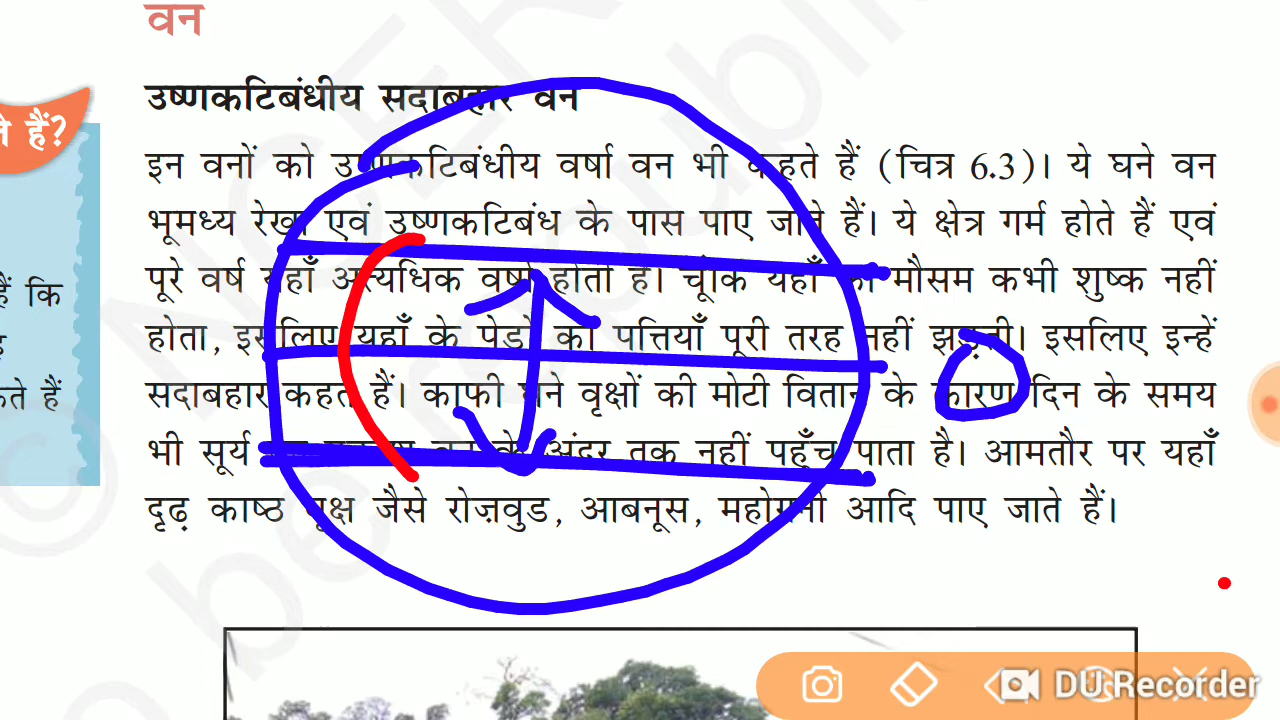 वन
उष्णकटिबंधीय सदाबहार वन
इन वनों को उष्णकटिबंधीय वर्षा वन भी कहते हैं (चित्र 6.3)। ये घने वन
भूमध्य रेखा एवं उष्णकटिबंध के पास पाए जाते हैं। ये क्षेत्र गर्म होते हैं एवं
पूरे वर्ष यहाँ अत्यधिक वर्षा होती है। चूँकि यहाँ का मौसम कभी शुष्क नहीं
होता, इसलिए यहाँ के पेड़ों की पत्तियाँ पूरी तरह नहीं झड़ती। इसलिए इन्हें
सदाबहार कहते हैं। काफी घने वृक्षों की मोटी वितान के कारण दिन के समय
भी सूर्य का प्रकाश वन के अंदर तक नहीं पहुँच पाता है। आमतौर पर यहाँ
दृढ़ काष्ठ वृक्ष जैसे रोज़वुड, आबनूस, महोगनी आदि पाए जाते हैं।
हैं?
हैं कि
ते हैं
DU Recorder